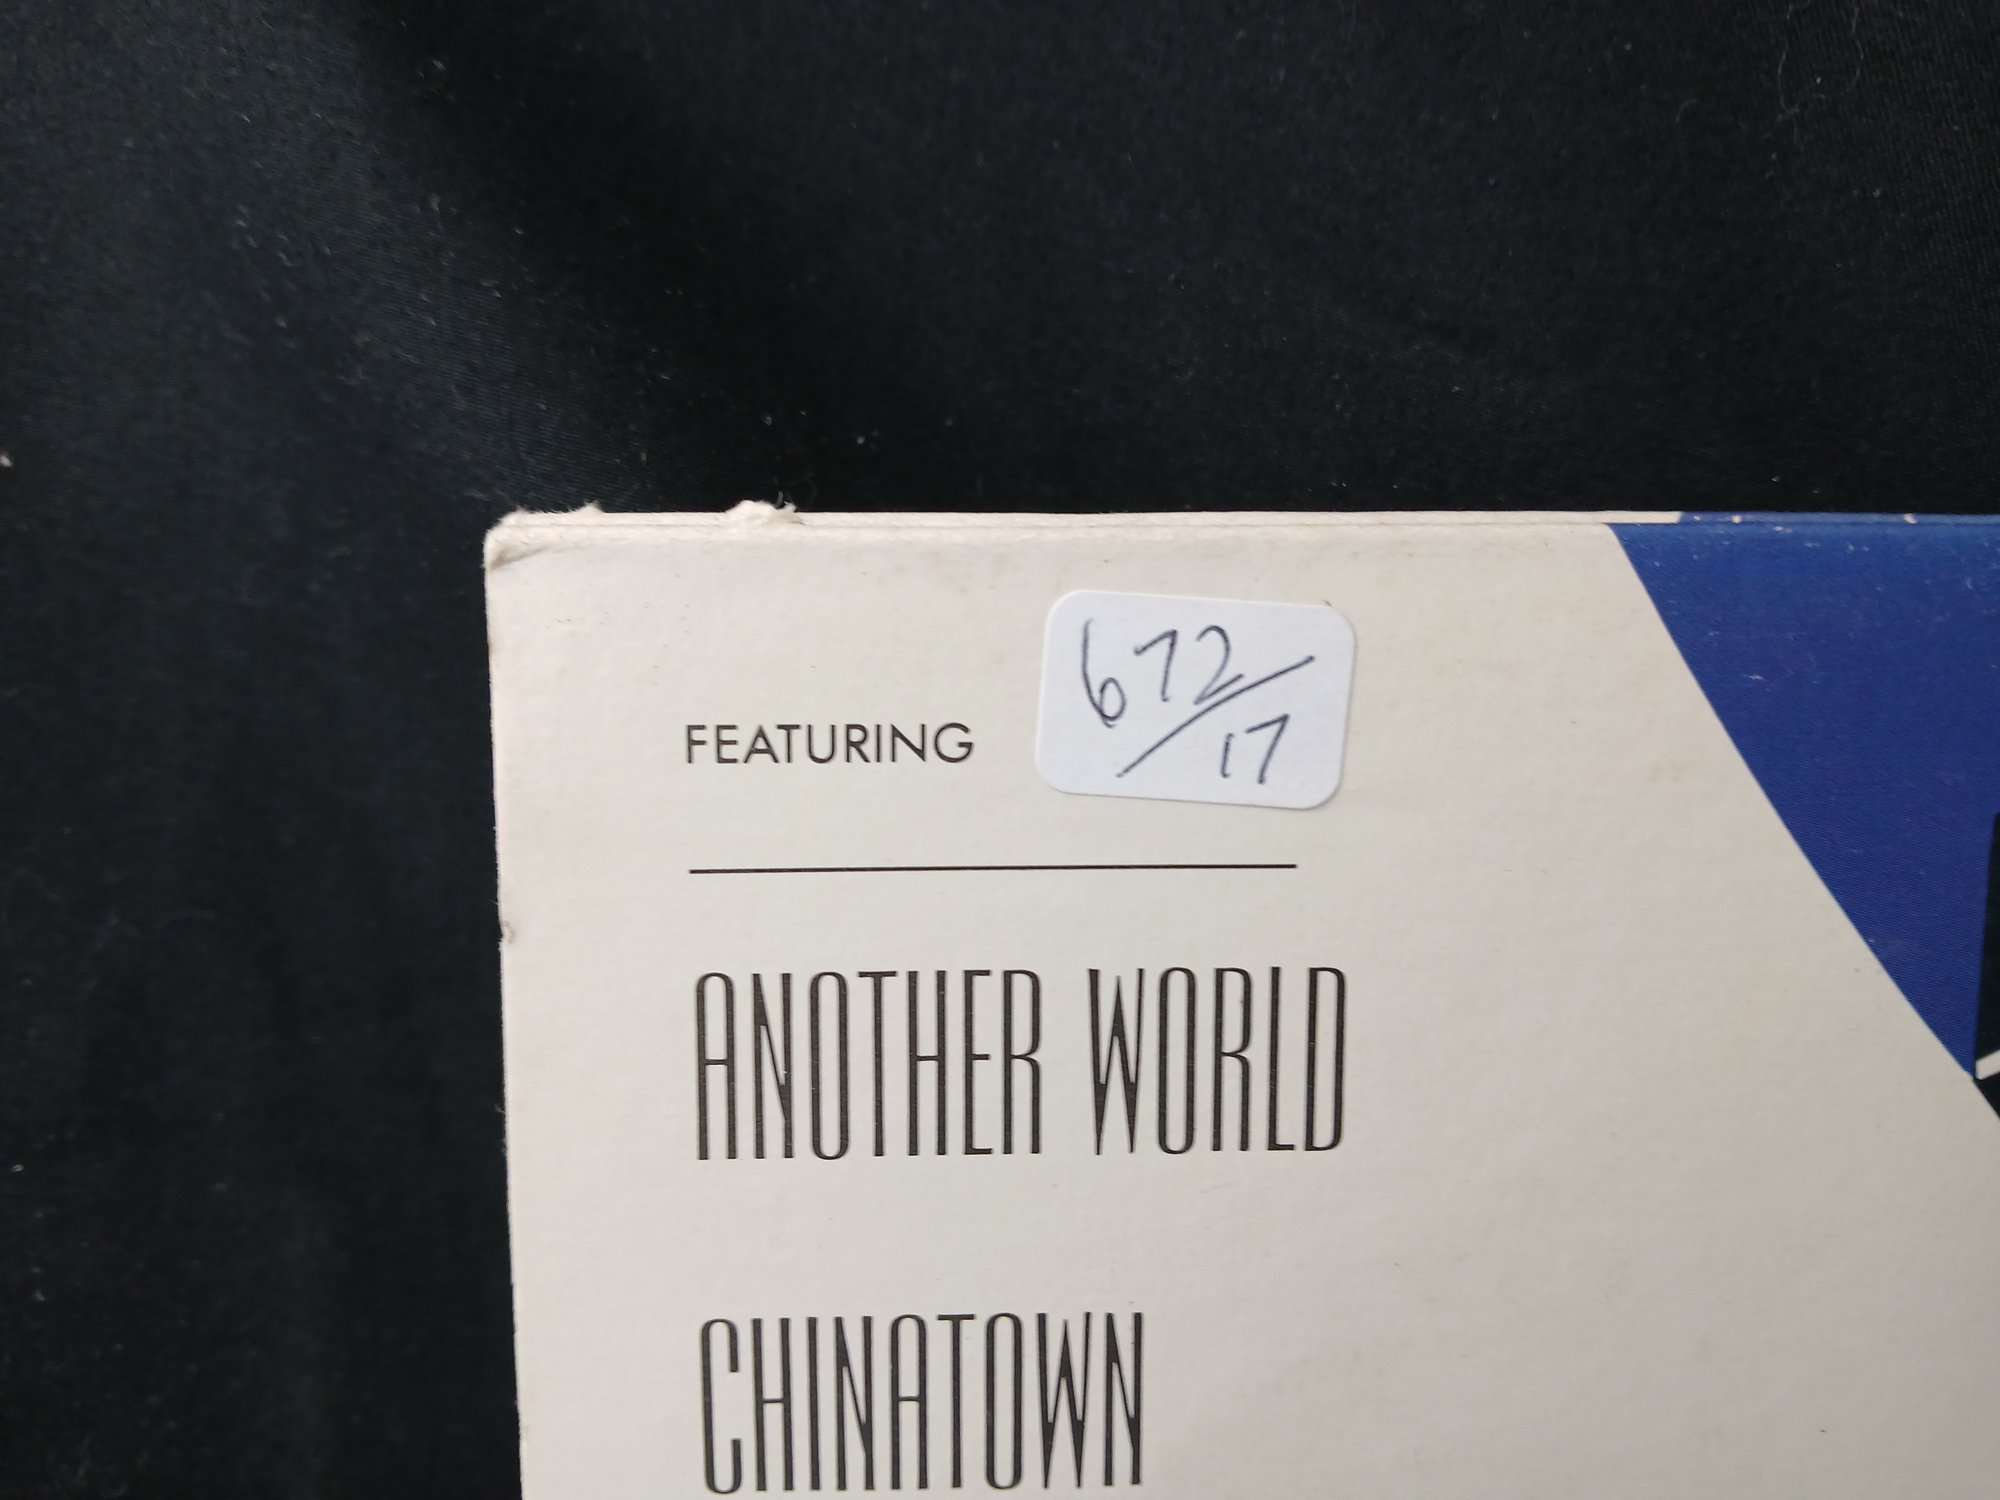 672/17
FEATURING
ANOTHER WORLD
CHINATOWN